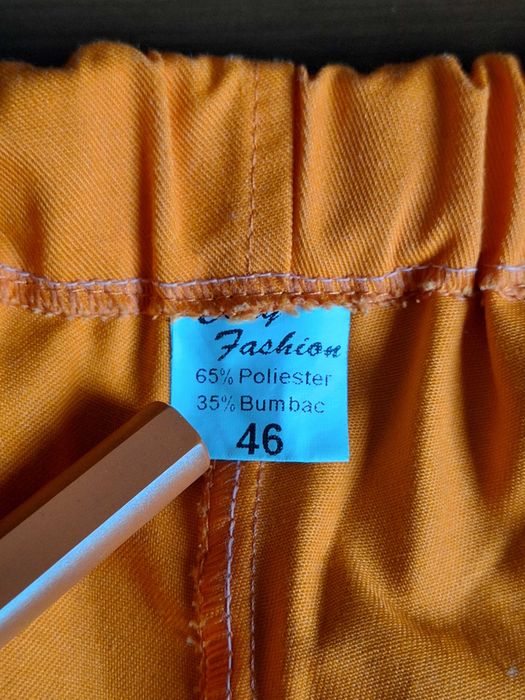 Fashion
65% Poliester
35% Bumbac
46